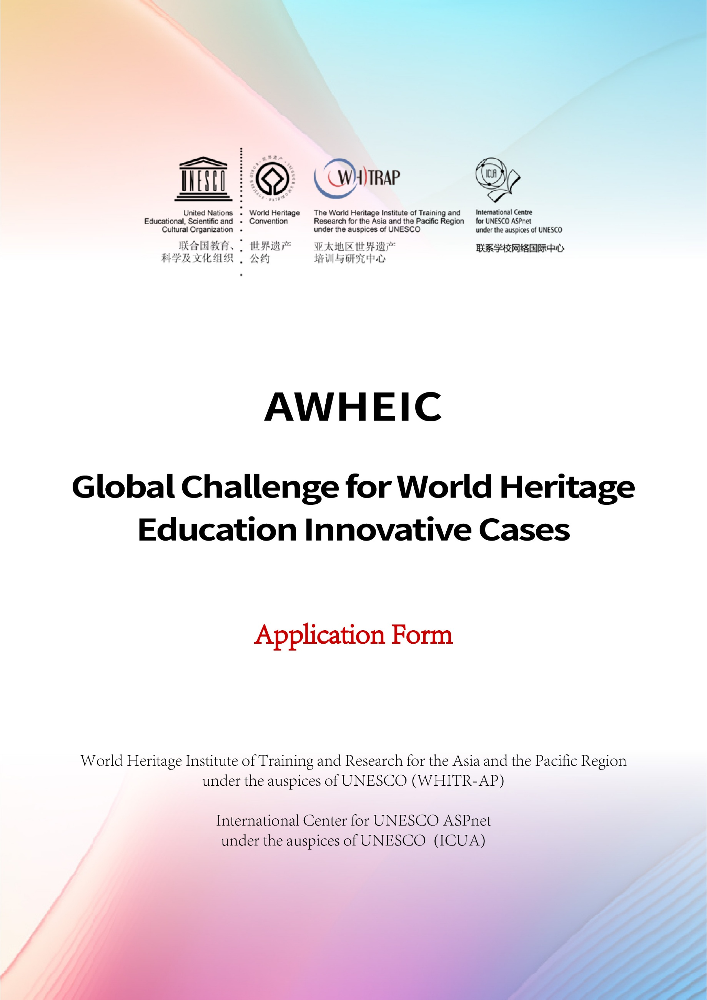 UNESCO
United Nations
Educational, Scientific and
Cultural Organization
联合国教育、
科学及文化组织
WORLD HERITAGE · PATRIMOINE MONDIAL · 世界遗产 ·
World Heritage
Convention
世界遗产
公约
WHITRAP
The World Heritage Institute of Training and
Research for the Asia and the Pacific Region
under the auspices of UNESCO
亚太地区世界遗产
培训与研究中心
ICUA
International Centre
for UNESCO ASPnet
under the auspices of UNESCO
联系学校网络国际中心
AWHEIC
Global Challenge for World Heritage
Education Innovative Cases
Application Form
World Heritage Institute of Training and Research for the Asia and the Pacific Region
under the auspices of UNESCO (WHITR-AP)
International Center for UNESCO ASPnet
under the auspices of UNESCO (ICUA)